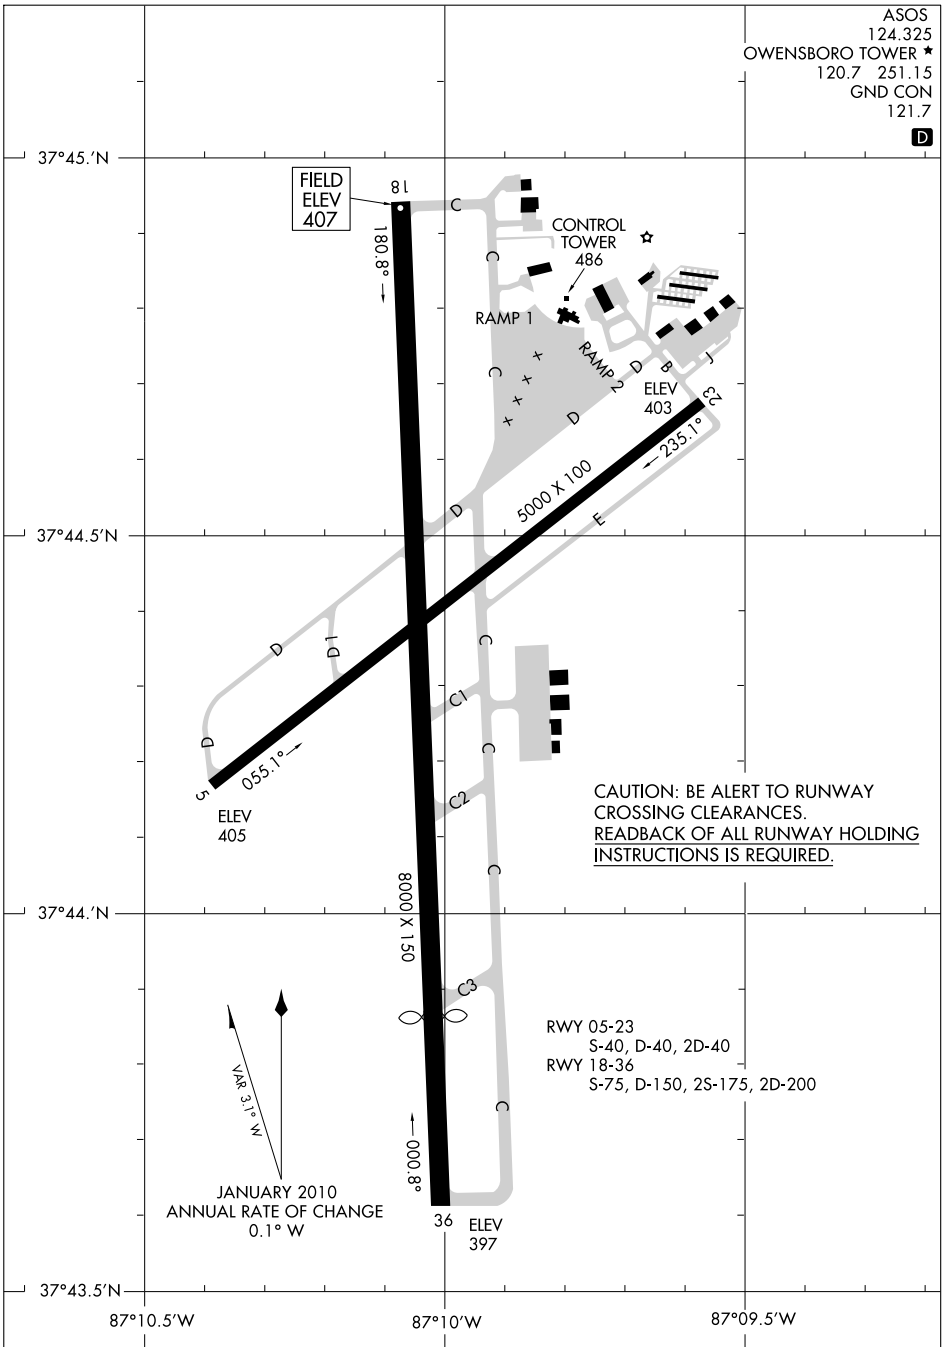 ASOS
124.325
OWENSBORO TOWER ★
120.7 251.15
GND CON
121.7
D
37°45.'N
FIELD
ELEV
407
18
C
180.8°
C
CONTROL
TOWER
486
RAMP 1
C
RAMP 2
D
B
J
ELEV
403
23
D
235.1°
5000 X 100
D
E
37°44.5'N
D
D1
C
C1
D
C
055.1°
5
ELEV
405
C2
CAUTION: BE ALERT TO RUNWAY
CROSSING CLEARANCES.
READBACK OF ALL RUNWAY HOLDING
INSTRUCTIONS IS REQUIRED.
C
8000 X 150
37°44.'N
C3
RWY 05-23
S-40, D-40, 2D-40
RWY 18-36
S-75, D-150, 2S-175, 2D-200
VAR 3.1° W
C
000.8°
JANUARY 2010
ANNUAL RATE OF CHANGE
0.1° W
36
ELEV
397
37°43.5'N
87°10.5'W
87°10'W
87°09.5'W